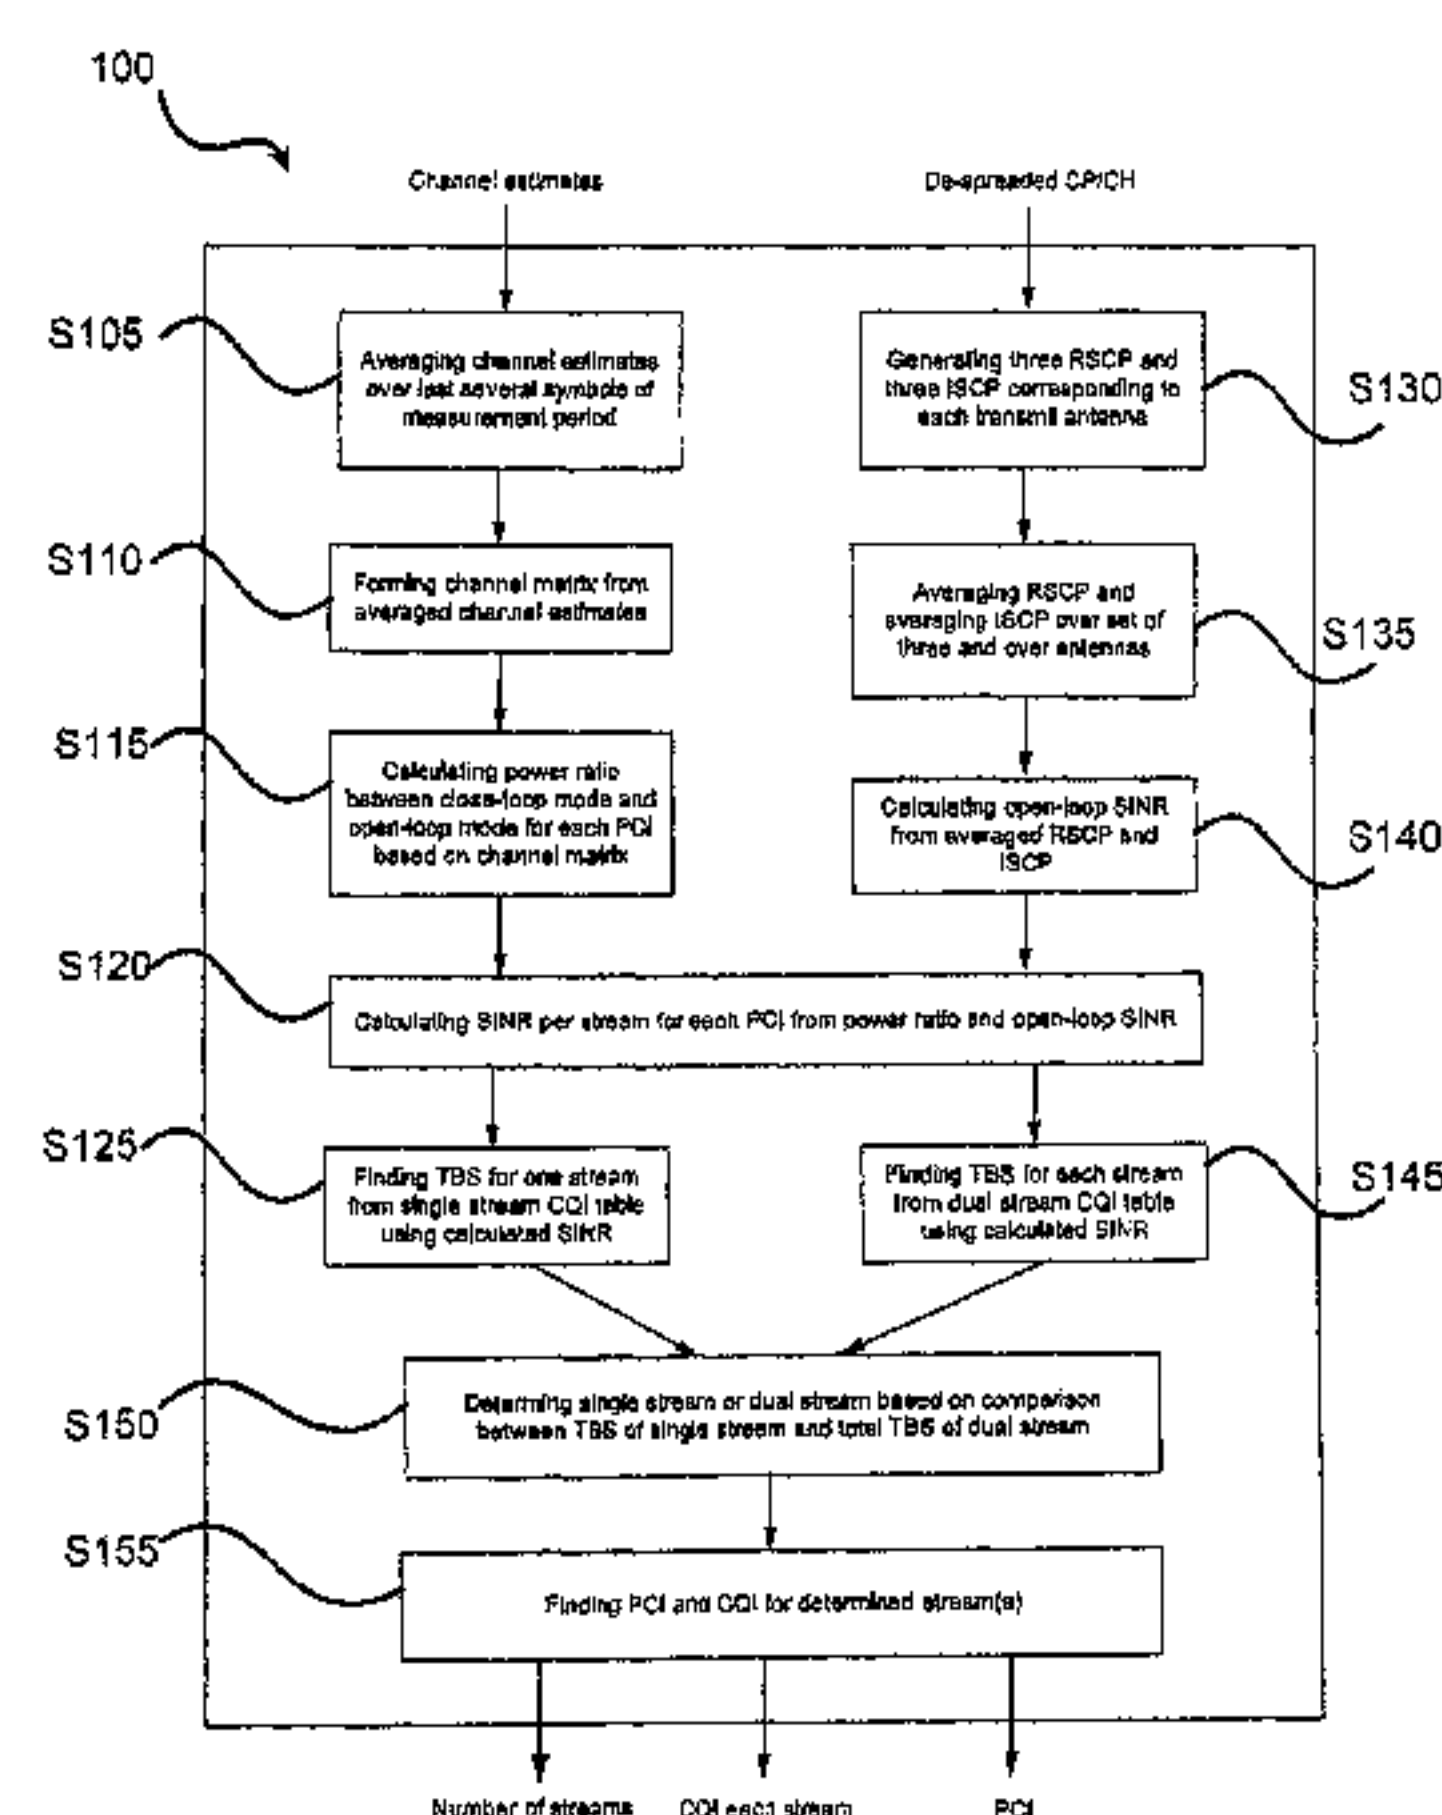 100
Channel estimates
De-spreaded CPICH
S105
Averaging channel estimates
over last several symbols of
measurement period
Generating three RSCP and
three ISCP corresponding to
each transmit antenna
S130
S110
Forming channel matrix from
averaged channel estimates
Averaging RSCP and
averaging ISCP over set of
three and over antennas
S135
S115
Calculating power ratio
between close-loop mode and
open-loop mode for each PCI
based on channel matrix
Calculating open-loop SINR
from averaged RSCP and
ISCP
S140
S120
Calculating SINR per stream for each PCI from power ratio and open-loop SINR
S125
Finding TBS for one stream
from single stream CQI table
using calculated SINR
Finding TBS for each stream
from dual stream CQI table
using calculated SINR
S145
S150
Determing single stream or dual stream based on comparison
between TBS of single stream and total TBS of dual stream
S155
Finding PCI and CQI for determined stream(s)
Number of streams
CQI each stream
PCI